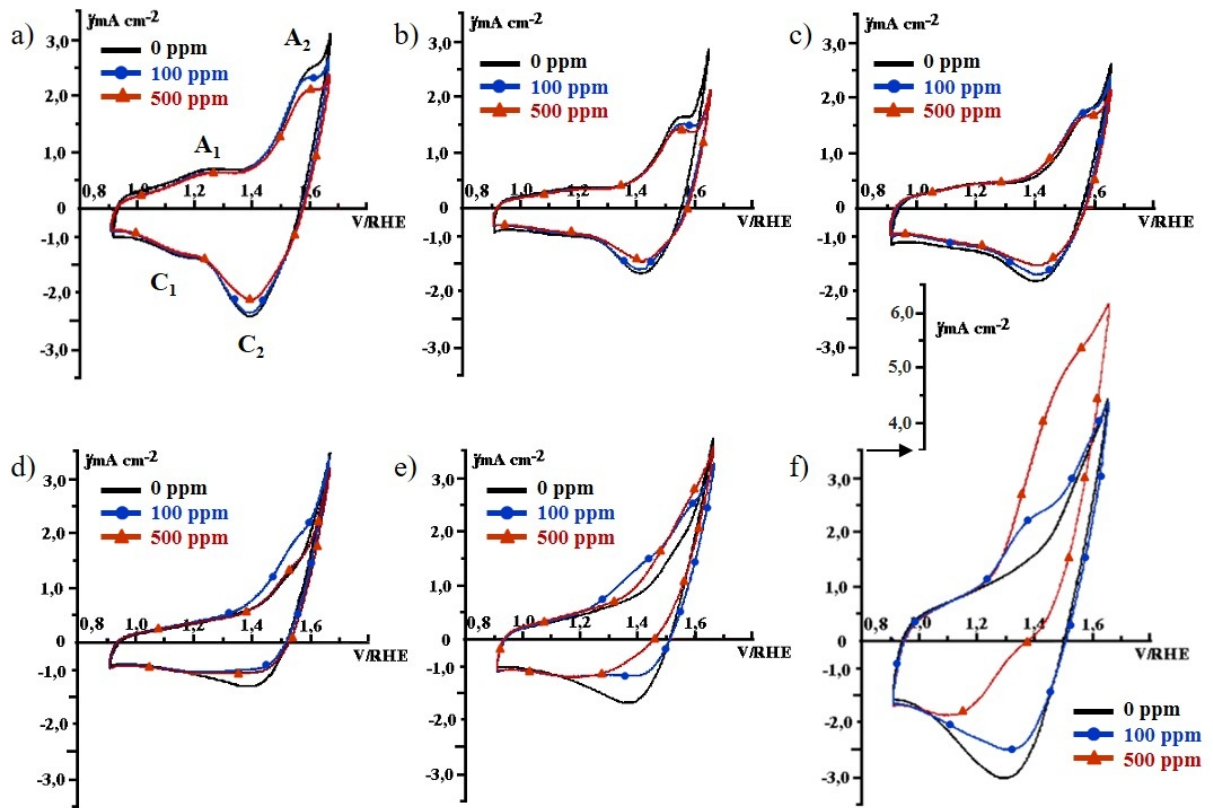 a)
j/mA cm-2
3,0
2,0
1,0
0
-1,0
-2,0
-3,0
0 ppm
100 ppm
500 ppm
A1
A2
C1
C2
0,8 1,0 1,2 1,4 1,6
V/RHE
b)
j/mA cm-2
3,0
2,0
1,0
0
-1,0
-2,0
-3,0
0 ppm
100 ppm
500 ppm
0,8 1,0 1,2 1,4 1,6
V/RHE
c)
j/mA cm-2
3,0
2,0
1,0
0
-1,0
-2,0
-3,0
0 ppm
100 ppm
500 ppm
0,8 1,0 1,2 1,4 1,6
V/RHE
d)
j/mA cm-2
3,0
2,0
1,0
0
-1,0
-2,0
-3,0
0 ppm
100 ppm
500 ppm
0,8 1,0 1,2 1,4 1,6
V/RHE
e)
j/mA cm-2
3,0
2,0
1,0
0
-1,0
-2,0
-3,0
0 ppm
100 ppm
500 ppm
0,8 1,0 1,2 1,4 1,6
V/RHE
f)
j/mA cm-2
6,0
5,0
4,0
3,0
2,0
1,0
0
-1,0
-2,0
-3,0
0,8 1,0 1,2 1,4 1,6
V/RHE
0 ppm
100 ppm
500 ppm